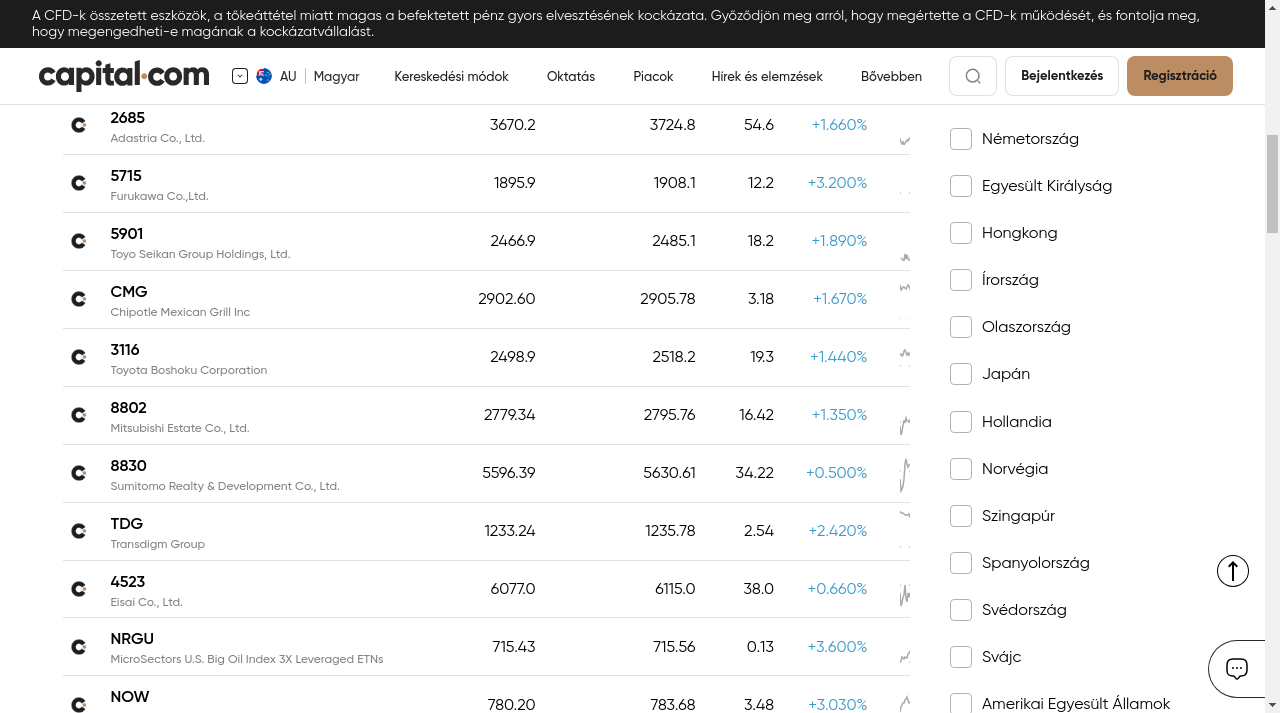 A CFD-k összetett eszközök, a tőkeáttétel miatt magas a befektetett pénz gyors elvesztésének kockázata. Győződjön meg arról, hogy megértette a CFD-k működését, és fontolja meg,
hogy megengedheti-e magának a kockázatvállalást.
capital.com AU Magyar Kereskedési módok Oktatás Piacok Hírek és elemzések Bővebben Bejelentkezés Regisztráció
2685 3670.2 3724.8 54.6 +1.660%
Adastria Co., Ltd.
5715 1895.9 1908.1 12.2 +3.200%
Furukawa Co.,Ltd.
5901 2466.9 2485.1 18.2 +1.890%
Toyo Seikan Group Holdings, Ltd.
CMG 2902.60 2905.78 3.18 +1.670%
Chipotle Mexican Grill Inc
3116 2498.9 2518.2 19.3 +1.440%
Toyota Boshoku Corporation
8802 2779.34 2795.76 16.42 +1.350%
Mitsubishi Estate Co., Ltd.
8830 5596.39 5630.61 34.22 +0.500%
Sumitomo Realty & Development Co., Ltd.
TDG 1233.24 1235.78 2.54 +2.420%
Transdigm Group
4523 6077.0 6115.0 38.0 +0.660%
Eisai Co., Ltd.
NRGU 715.43 715.56 0.13 +3.600%
MicroSectors U.S. Big Oil Index 3X Leveraged ETNs
NOW 780.20 783.68 3.48 +3.030%
Németország
Egyesült Királyság
Hongkong
Írország
Olaszország
Japán
Hollandia
Norvégia
Szingapúr
Spanyolország
Svédország
Svájc
Amerikai Egyesült Államok